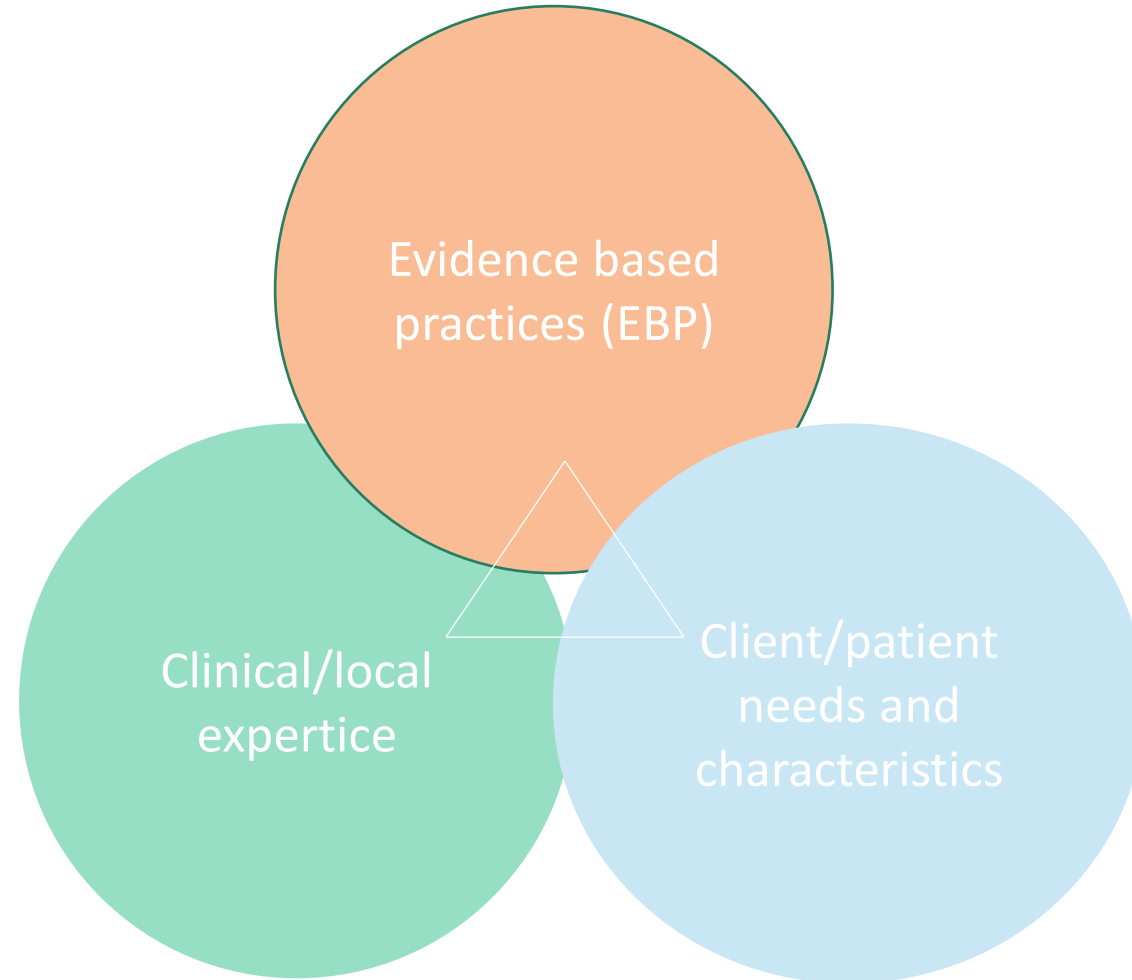 Evidence based
practices (EBP)
Clinical/local
expertice
Client/patient
needs and
characteristics